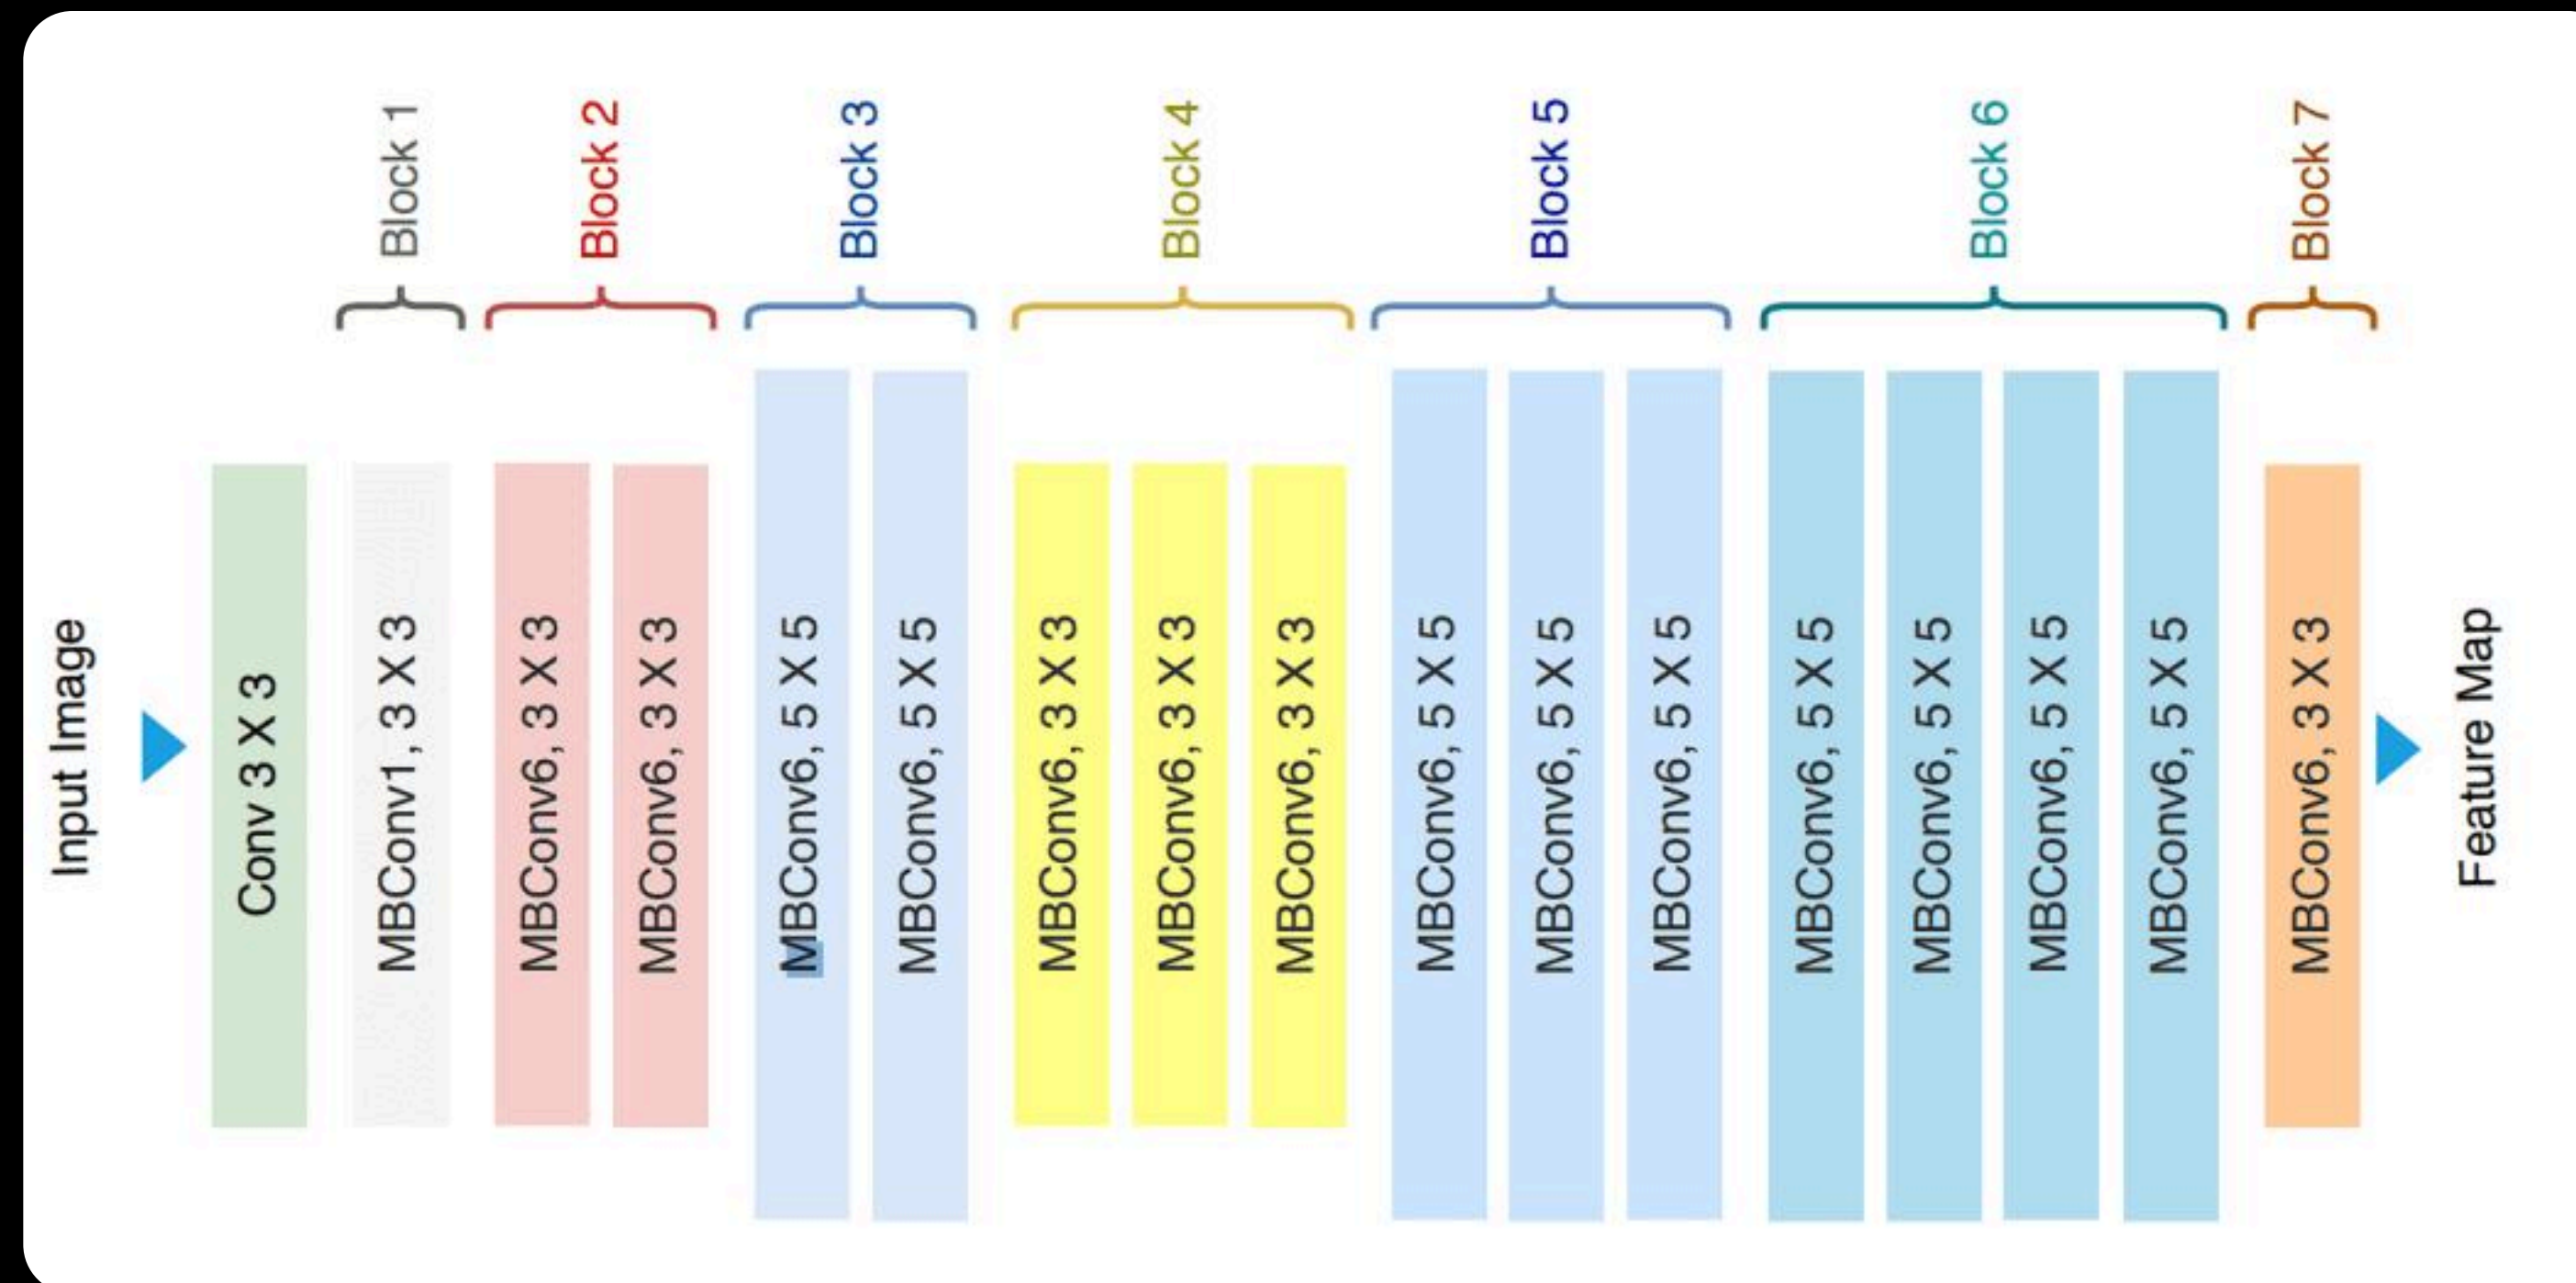 Input Image
Conv 3 X 3
Block 1
MBConv1, 3 X 3
Block 2
MBConv6, 3 X 3
MBConv6, 3 X 3
Block 3
MBConv6, 5 X 5
MBConv6, 5 X 5
Block 4
MBConv6, 3 X 3
MBConv6, 3 X 3
MBConv6, 3 X 3
Block 5
MBConv6, 5 X 5
MBConv6, 5 X 5
MBConv6, 5 X 5
Block 6
MBConv6, 5 X 5
MBConv6, 5 X 5
MBConv6, 5 X 5
MBConv6, 5 X 5
Block 7
MBConv6, 3 X 3
Feature Map